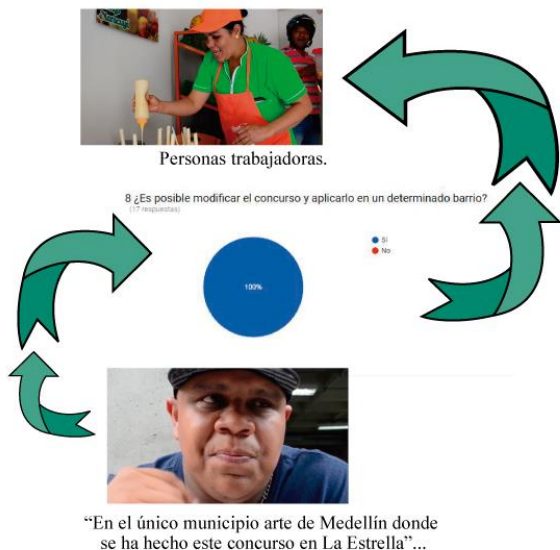 Personas trabajadoras.
8 ¿Es posible modificar el concurso y aplicarlo en un determinado barrio?
(17 respuestas)
Sí
No
100%
“En el único municipio arte de Medellín donde
se ha hecho este concurso en La Estrella”...